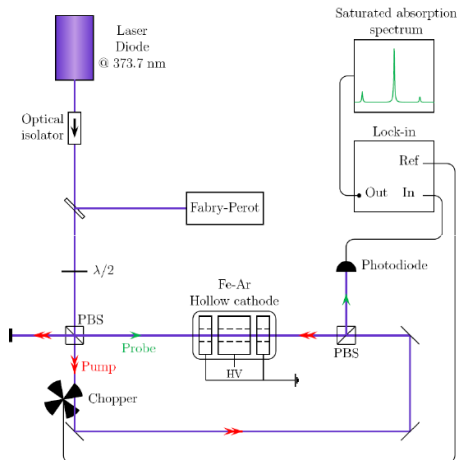 Laser
Diode
@ 373.7 nm
Saturated absorption
spectrum
Optical
isolator
Lock-in
Ref
Out
In
Fabry-Perot
λ/2
Photodiode
Fe-Ar
Hollow cathode
PBS
Probe
PBS
HV
Pump
Chopper